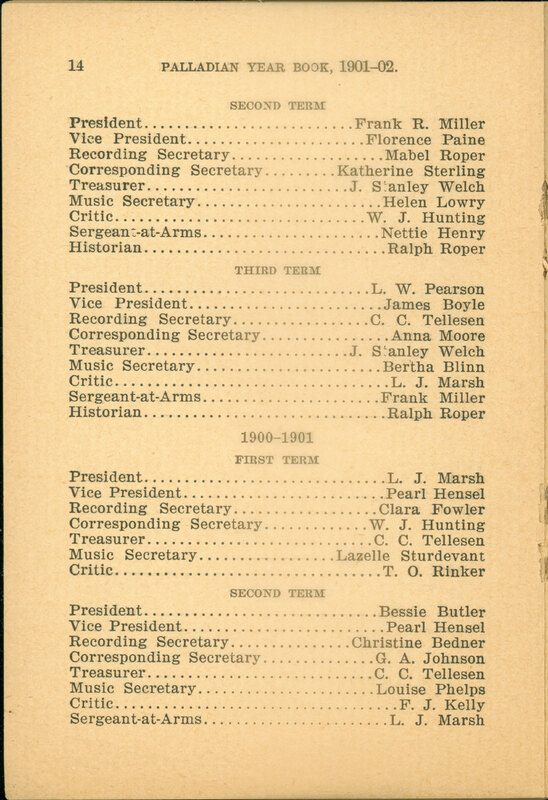 14 PALLADIAN YEAR BOOK, 1901-02.
SECOND TERM
President..........................Frank R. Miller
Vice President......................Florence Paine
Recording Secretary....................Mabel Roper
Corresponding Secretary.........Katherine Sterling
Treasurer.........................J. Stanley Welch
Music Secretary.......................Helen Lowry
Critic...............................W. J. Hunting
Sergeant-at-Arms......................Nettie Henry
Historian..............................Ralph Roper
THIRD TERM
President............................L. W. Pearson
Vice President........................James Boyle
Recording Secretary.................C. C. Tellesen
Corresponding Secretary................Anna Moore
Treasurer.........................J. Stanley Welch
Music Secretary.......................Bertha Blinn
Critic..................................L. J. Marsh
Sergeant-at-Arms......................Frank Miller
Historian..............................Ralph Roper
1900-1901
FIRST TERM
President..............................L. J. Marsh
Vice President.........................Pearl Hensel
Recording Secretary..................Clara Fowler
Corresponding Secretary.............W. J. Hunting
Treasurer............................C. C. Tellesen
Music Secretary.................Lazelle Sturdevant
Critic.................................T. O. Rinker
SECOND TERM
President.............................Bessie Butler
Vice President.........................Pearl Hensel
Recording Secretary...............Christine Bedner
Corresponding Secretary..............G. A. Johnson
Treasurer............................C. C. Tellesen
Music Secretary......................Louise Phelps
Critic...................................F. J. Kelly
Sergeant-at-Arms.......................L. J. Marsh